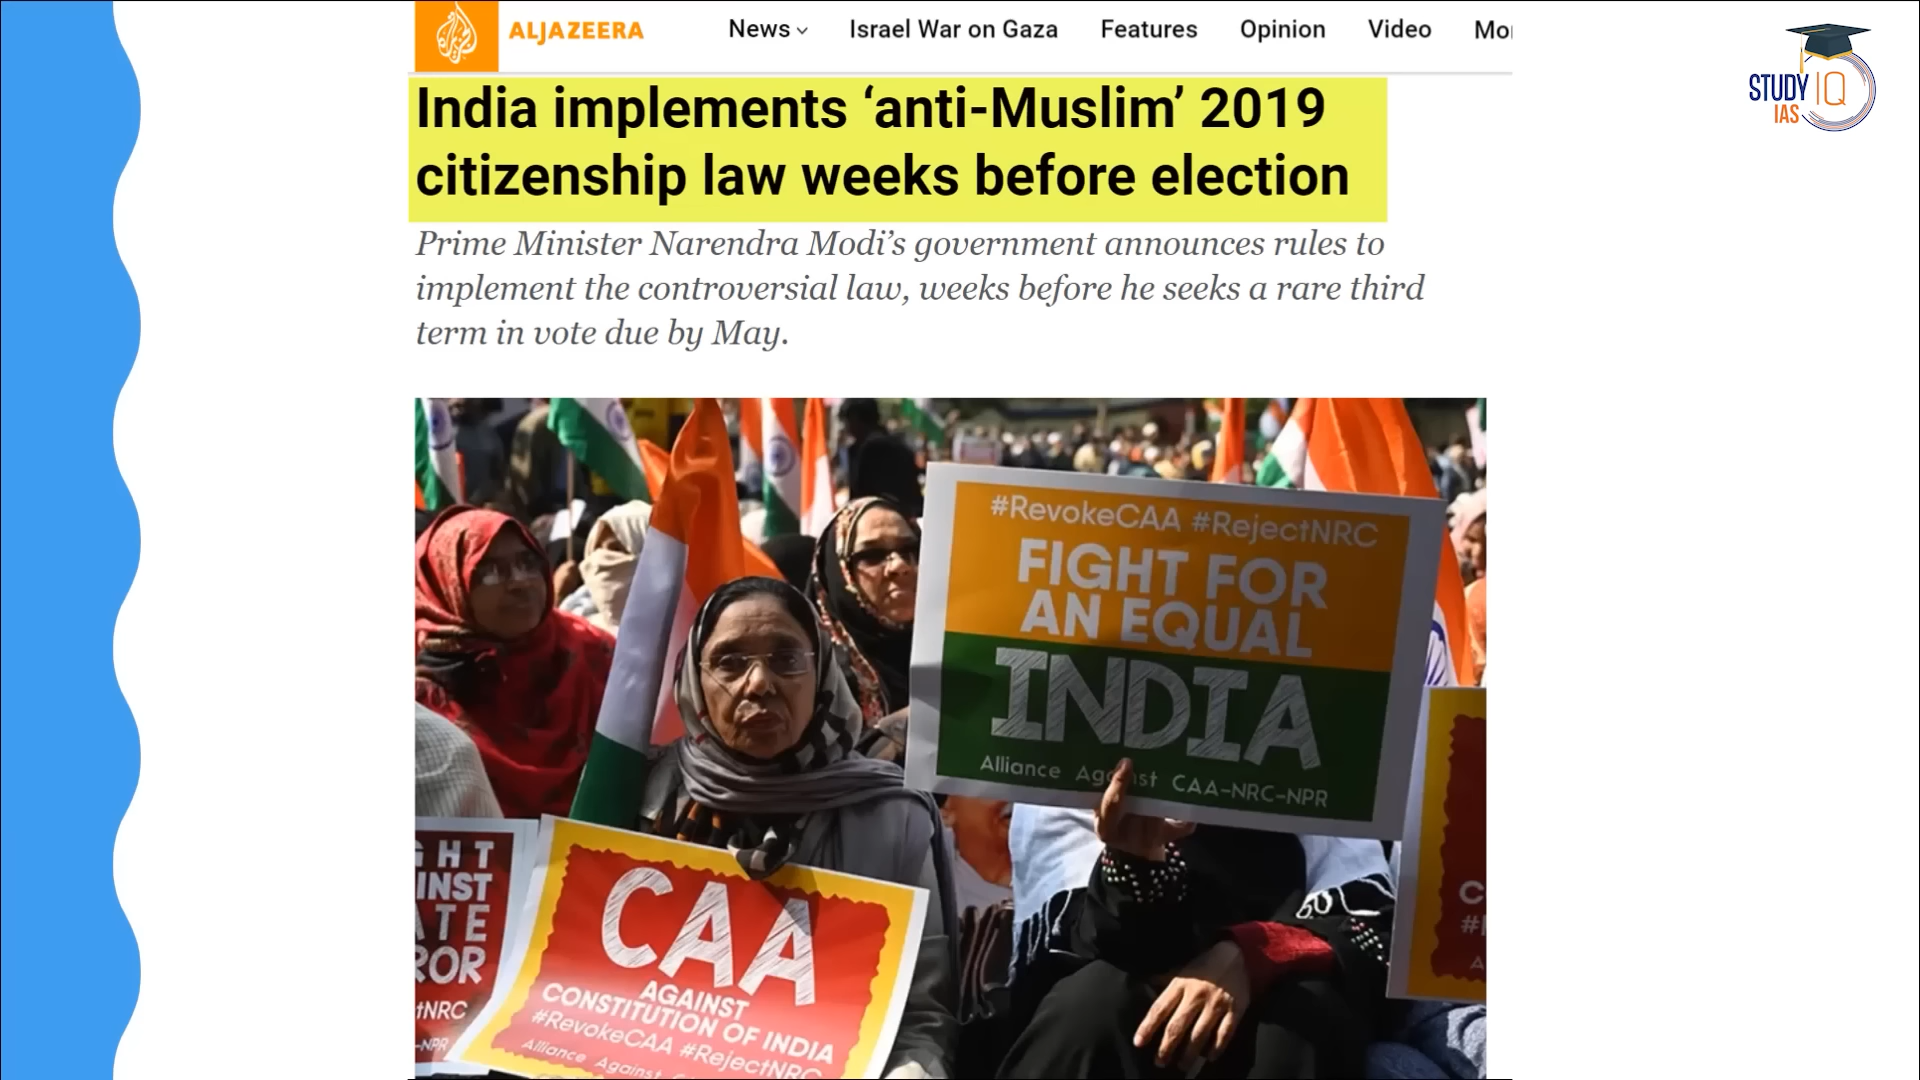 ALJAZEERA
News
Israel War on Gaza
Features
Opinion
Video
STUDY IQ
IAS
India implements ‘anti-Muslim’ 2019
citizenship law weeks before election
Prime Minister Narendra Modi’s government announces rules to
implement the controversial law, weeks before he seeks a rare third
term in vote due by May.
#RevokeCAA #RejectNRC
FIGHT FOR
AN EQUAL
INDIA
Alliance Against CAA-NRC-NPR
CAA
AGAINST
CONSTITUTION OF INDIA
#RevokeCAA #RejectNRC
Alliance Against